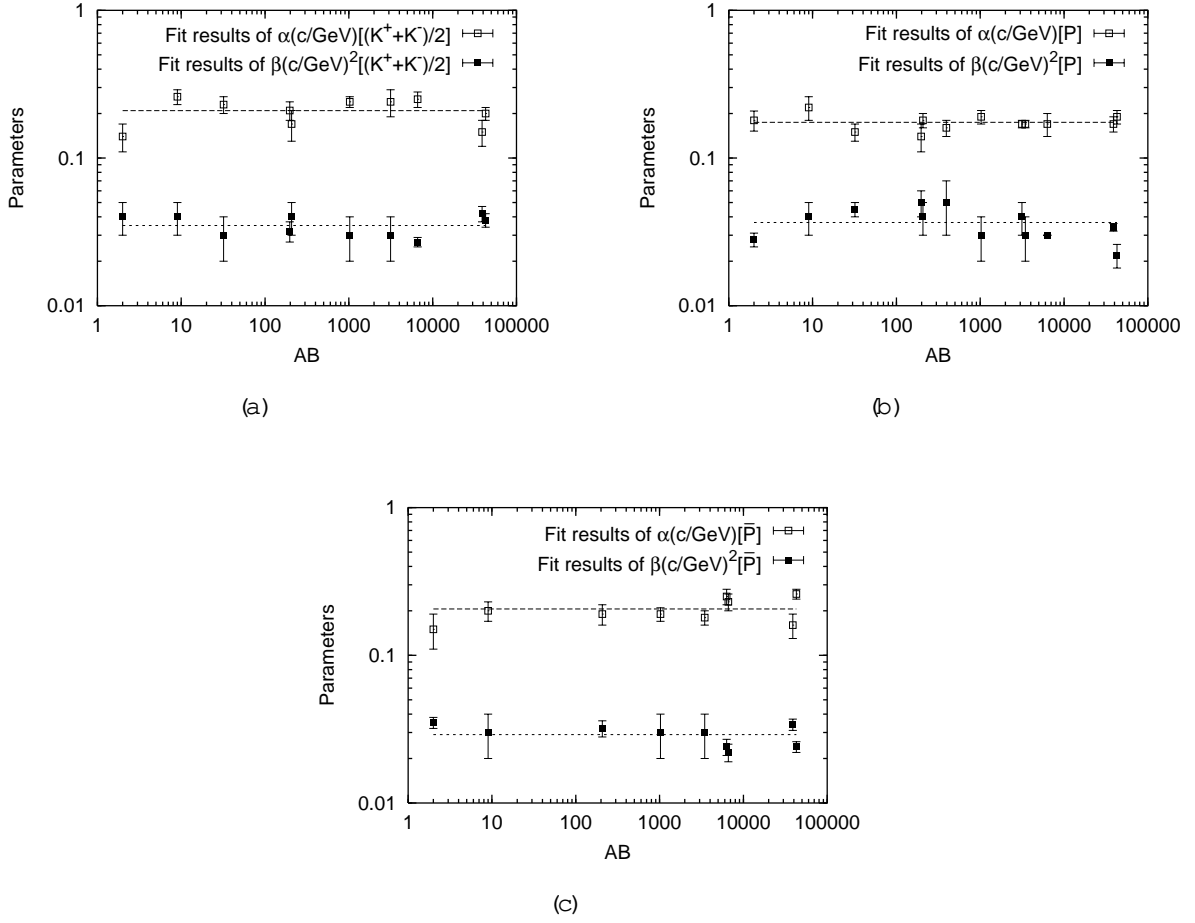 1
0.1
0.01
1 10 100 1000 10000 100000
Parameters
AB
Fit results of α(c/GeV)[(K⁺+K⁻)/2]
Fit results of β(c/GeV)²[(K⁺+K⁻)/2]
(a)
1
0.1
0.01
1 10 100 1000 10000 100000
Parameters
AB
Fit results of α(c/GeV)[P]
Fit results of β(c/GeV)²[P]
(b)
1
0.1
0.01
1 10 100 1000 10000 100000
Parameters
AB
Fit results of α(c/GeV)[P̄]
Fit results of β(c/GeV)²[P̄]
(c)